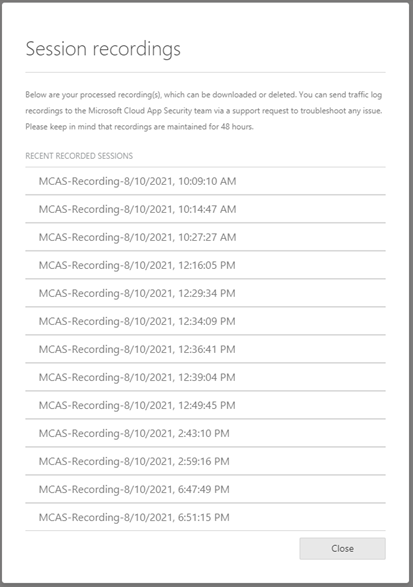 Session recordings
Below are your processed recording(s), which can be downloaded or deleted. You can send traffic log
recordings to the Microsoft Cloud App Security team via a support request to troubleshoot any issue.
Please keep in mind that recordings are maintained for 48 hours.
RECENT RECORDED SESSIONS
MCAS-Recording-8/10/2021, 10:09:10 AM
MCAS-Recording-8/10/2021, 10:14:47 AM
MCAS-Recording-8/10/2021, 10:27:27 AM
MCAS-Recording-8/10/2021, 12:16:05 PM
MCAS-Recording-8/10/2021, 12:29:34 PM
MCAS-Recording-8/10/2021, 12:34:09 PM
MCAS-Recording-8/10/2021, 12:36:41 PM
MCAS-Recording-8/10/2021, 12:39:04 PM
MCAS-Recording-8/10/2021, 12:49:45 PM
MCAS-Recording-8/10/2021, 2:43:10 PM
MCAS-Recording-8/10/2021, 2:59:16 PM
MCAS-Recording-8/10/2021, 6:47:49 PM
MCAS-Recording-8/10/2021, 6:51:15 PM
Close